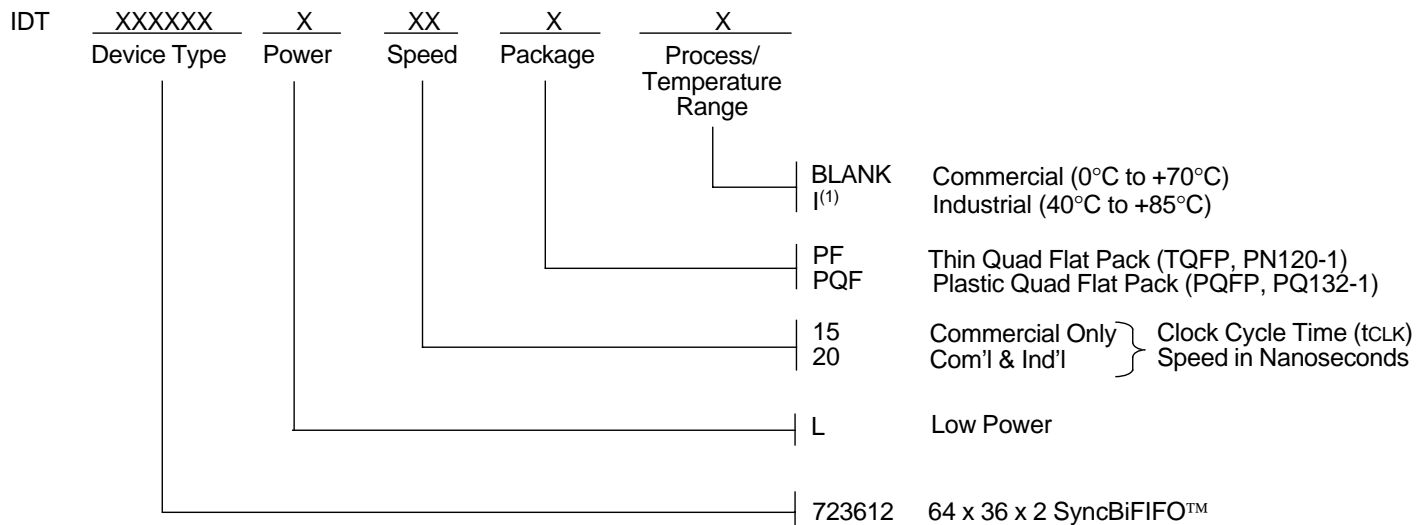 IDT XXXXXX X XX X X
Device Type Power Speed Package Process/
Temperature
Range
BLANK Commercial (0°C to +70°C)
I(1) Industrial (40°C to +85°C)
PF Thin Quad Flat Pack (TQFP, PN120-1)
PQF Plastic Quad Flat Pack (PQFP, PQ132-1)
15 Commercial Only Clock Cycle Time (tCLK)
20 Com’l & Ind’l Speed in Nanoseconds
L Low Power
723612 64 x 36 x 2 SyncBiFIFO™